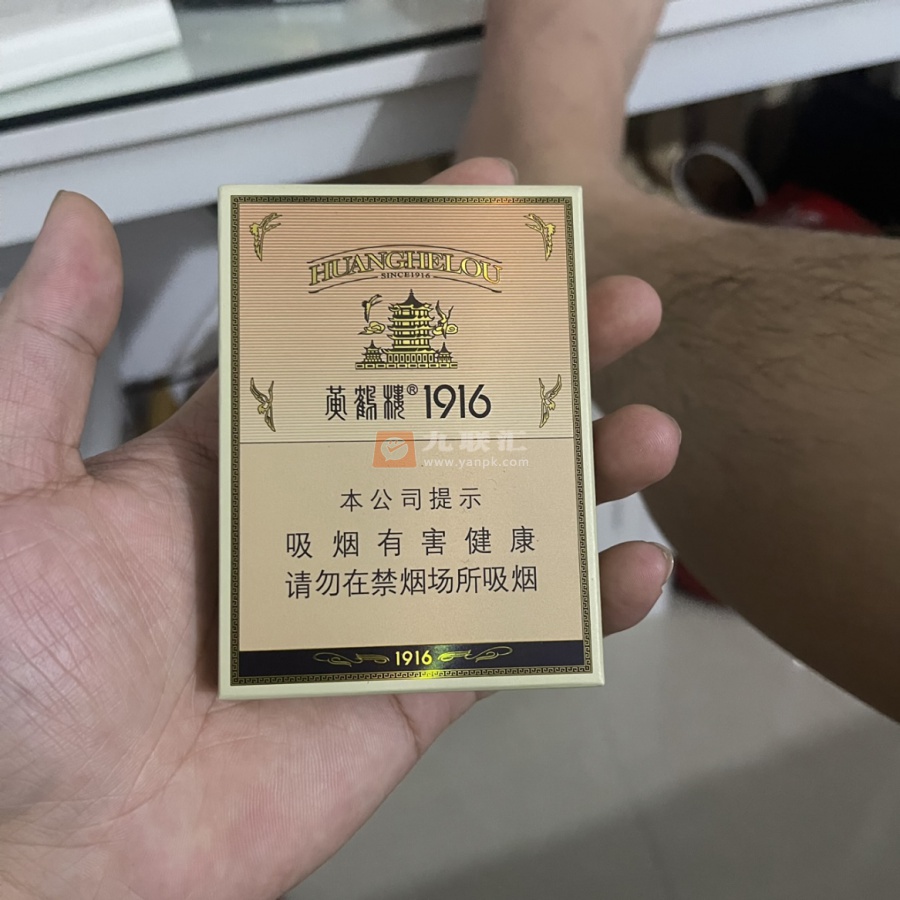 HUANGHELOU
SINCE1916
黄鹤楼® 1916
九联汇
www.yanpk.com
本公司提示
吸烟有害健康
请勿在禁烟场所吸烟
1916